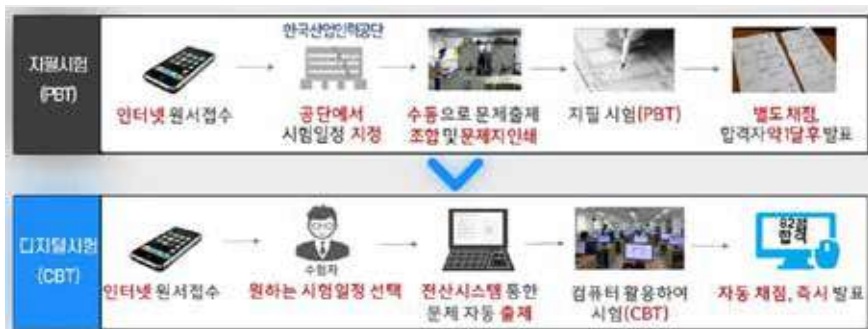 지필시험
(PBT)
인터넷 원서접수
한국산업인력공단
공단에서
시험일정 지정
수동으로 문제출제
조합 및 문제지인쇄
지필 시험(PBT)
별도 채점,
합격자 약1달후 발표
디지털시험
(CBT)
인터넷 원서접수
수험자
원하는 시험일정 선택
전산시스템 통한
문제 자동 출제
컴퓨터 활용하여
시험(CBT)
82점
합격
자동 채점, 즉시 발표